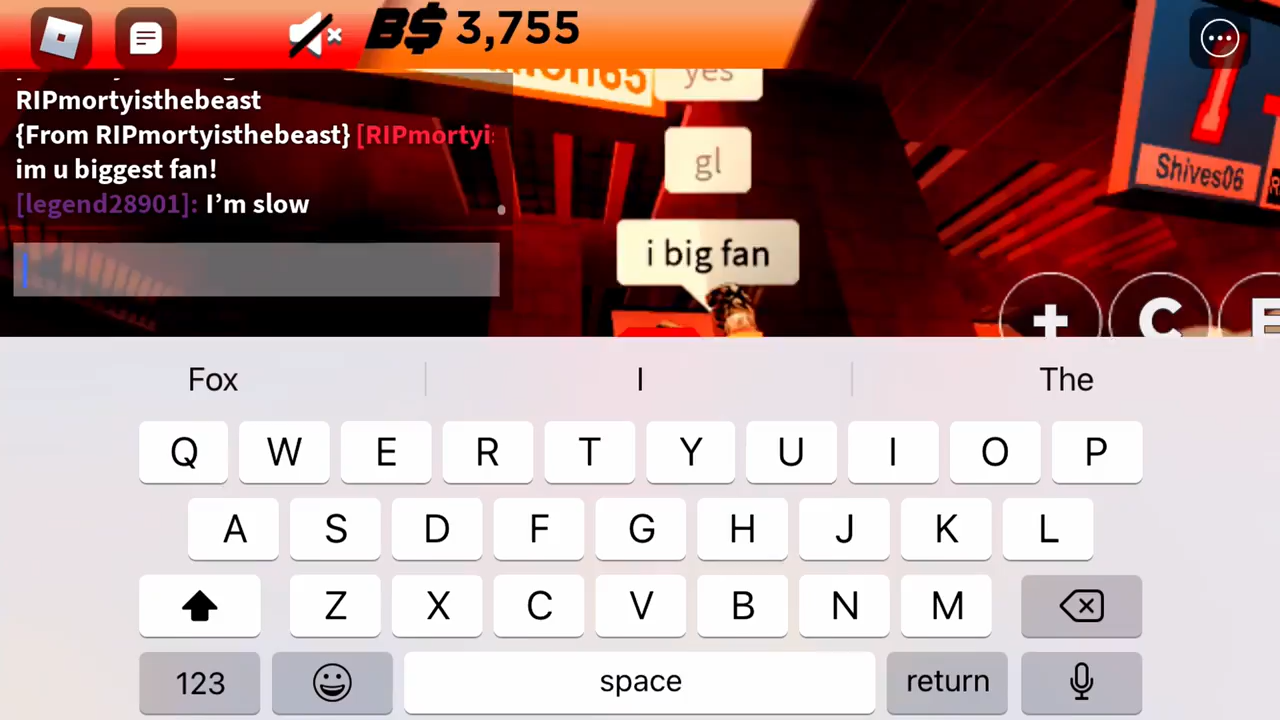 B$ 3,755
RIPmortyisthebeast
{From RIPmortyisthebeast} [RIPmortyi
im u biggest fan!
[legend28901]: I’m slow
yes
gl
i big fan
1
Shives06
+ C E
Fox I The
Q W E R T Y U I O P
A S D F G H J K L
Z X C V B N M
123 space return